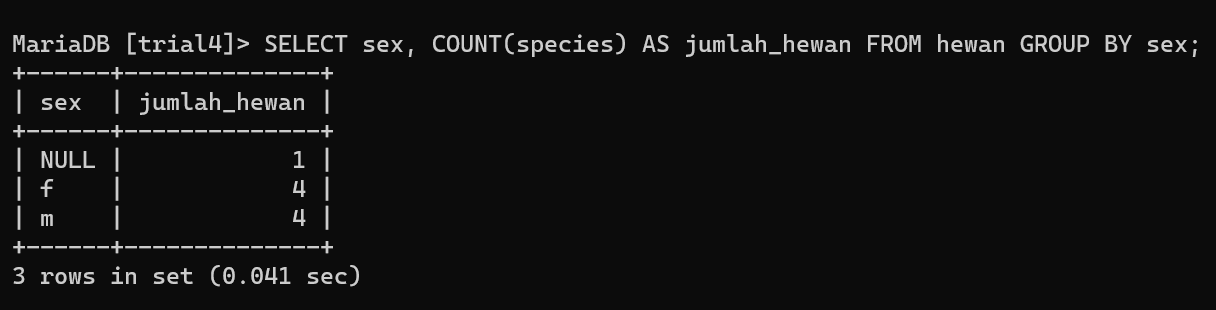 MariaDB [trial4]> SELECT sex, COUNT(species) AS jumlah_hewan FROM hewan GROUP BY sex;
+------+--------------+
| sex  | jumlah_hewan |
+------+--------------+
| NULL |            1 |
| f    |            4 |
| m    |            4 |
+------+--------------+
3 rows in set (0.041 sec)